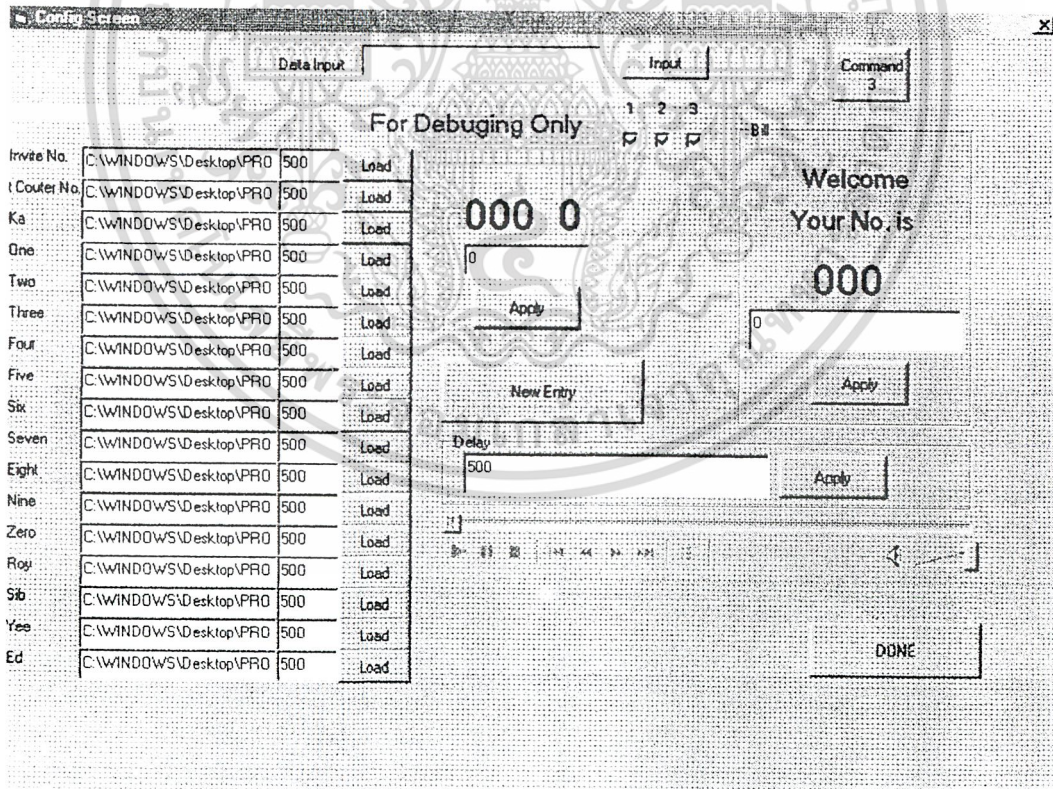 Config Screen
Data Input
Input
Command 3
1 2 3
For Debuging Only
Bill
Invite No. C:\WINDOWS\Desktop\PRO 500 Load
t Couter No. C:\WINDOWS\Desktop\PRO 500 Load
Ka C:\WINDOWS\Desktop\PRO 500 Load
One C:\WINDOWS\Desktop\PRO 500 Load
Two C:\WINDOWS\Desktop\PRO 500 Load
Three C:\WINDOWS\Desktop\PRO 500 Load
Four C:\WINDOWS\Desktop\PRO 500 Load
Five C:\WINDOWS\Desktop\PRO 500 Load
Six C:\WINDOWS\Desktop\PRO 500 Load
Seven C:\WINDOWS\Desktop\PRO 500 Load
Eight C:\WINDOWS\Desktop\PRO 500 Load
Nine C:\WINDOWS\Desktop\PRO 500 Load
Zero C:\WINDOWS\Desktop\PRO 500 Load
Roy C:\WINDOWS\Desktop\PRO 500 Load
Sib C:\WINDOWS\Desktop\PRO 500 Load
Yee C:\WINDOWS\Desktop\PRO 500 Load
Ed C:\WINDOWS\Desktop\PRO 500 Load
000 0
0
Apply
New Entry
Welcome
Your No. is
000
0
Apply
Delay
500
Apply
DONE